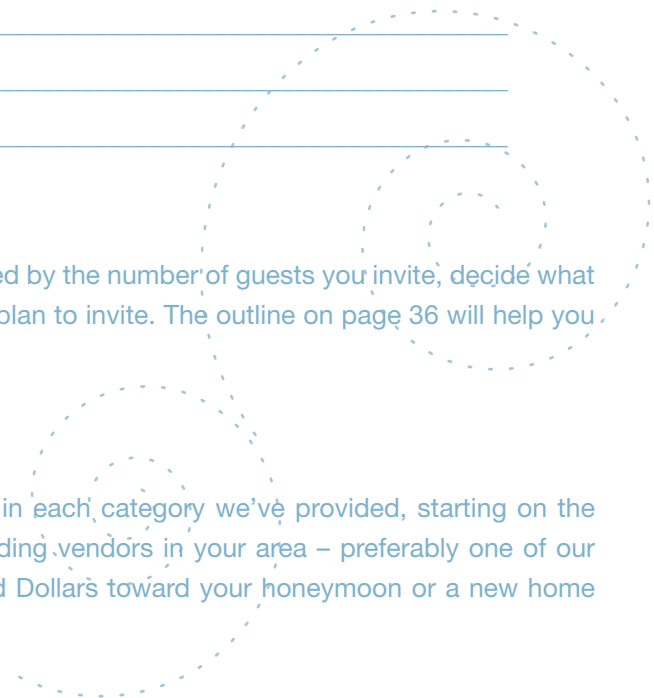 ed by the number of guests you invite, decide what
plan to invite. The outline on page 36 will help you
in each category we've provided, starting on the
ding vendors in your area – preferably one of our
d Dollars toward your honeymoon or a new home